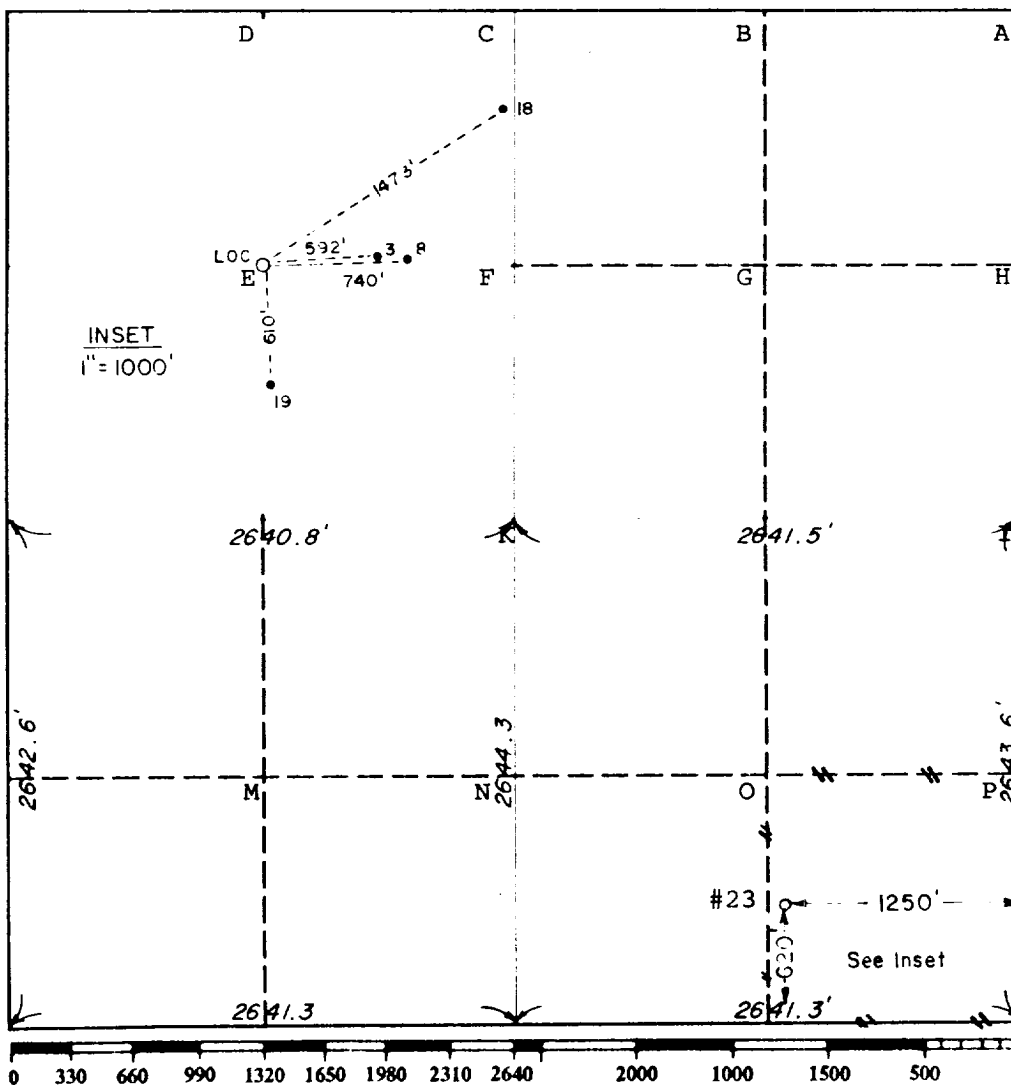 D C B A
18
1473'
LOC 592' 3 8
E 740' F G H
610'
INSET
1" = 1000'
19
2640.8' K 2641.5' I
2642.6' 2644.3 2643.6'
M N O P
#23 1250'
620'
See Inset
2641.3 2641.3'
0 330 660 990 1320 1650 1980 2310 2640 2000 1000 1500 500